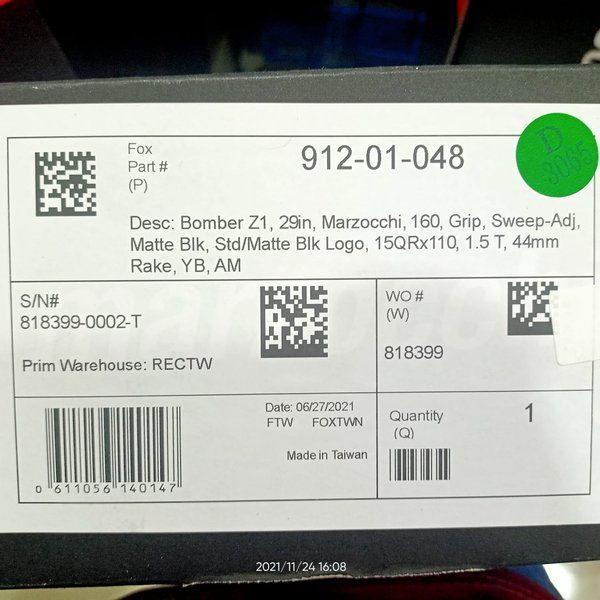 Fox
Part #
(P)
912-01-048
D
3065
Desc: Bomber Z1, 29in, Marzocchi, 160, Grip, Sweep-Adj,
Matte Blk, Std/Matte Blk Logo, 15QRx110, 1.5 T, 44mm
Rake, YB, AM
S/N#
818399-0002-T
Prim Warehouse: RECTW
WO #
(W)
818399
0 611056 140147
Date: 06/27/2021
FTW FOXTWN
Made in Taiwan
Quantity
(Q)
1
2021/11/24 16:08